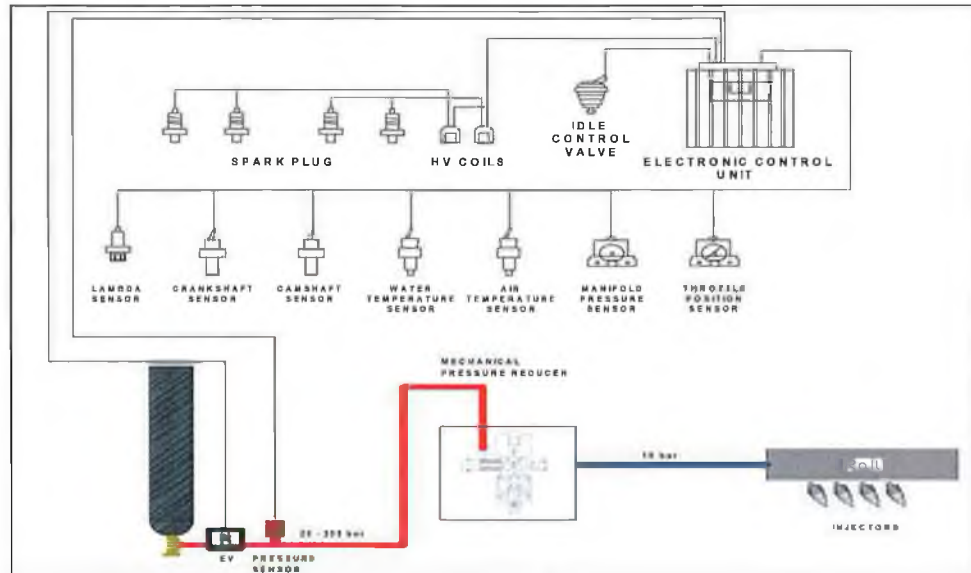 IDLE
CONTROL
VALVE
SPARK PLUG
HV COILS
ELECTRONIC CONTROL
UNIT
LAMBDA
SENSOR
CRANKSHAFT
SENSOR
CAMSHAFT
SENSOR
WATER
TEMPERATURE
SENSOR
AIR
TEMPERATURE
SENSOR
MANIFOLD
PRESSURE
SENSOR
POSITION
SENSOR
MECHANICAL
PRESSURE REDUCER
10 bar
Rail
INJECTORS
EV
PRESSURE
SENSOR